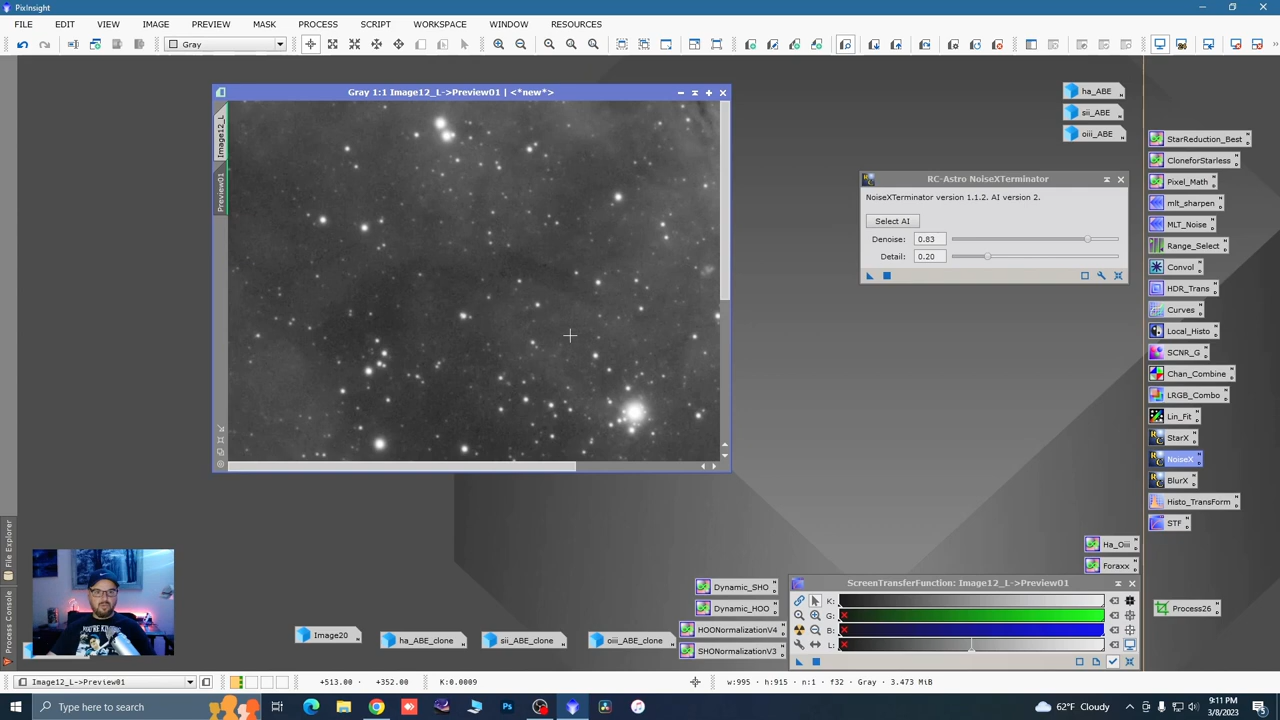 PixInsight
FILE EDIT VIEW IMAGE PREVIEW MASK PROCESS SCRIPT WORKSPACE WINDOW RESOURCES
Gray
Gray 1:1 Image12_L->Preview01 | <*new*>
Image12_L
Preview01
ha_ABE
sii_ABE
oiii_ABE
RC-Astro NoiseXTerminator
NoiseXTerminator version 1.1.2. AI version 2.
Select AI
Denoise: 0.83
Detail: 0.20
StarReduction_Best
CloneforStarless
Pixel_Math
mlt_sharpen
MLT_Noise
Range_Select
Convol
HDR_Trans
Curves
Local_Histo
SCNR_G
Chan_Combine
LRGB_Combo
Lin_Fit
StarX
NoiseX
BlurX
Histo_TransForm
STF
Ha_Oiii
Foraxx
Process26
Dynamic_SHO
Dynamic_HOO
HOONormalizationV4
SHONormalizationV3
ScreenTransferFunction: Image12_L->Preview01
K:
G:
B:
L:
Image20
ha_ABE_clone
sii_ABE_clone
oiii_ABE_clone
File Explorer
Process Console
Image12_L->Preview01
+513.00 · +352.00 · K:0.0009
w:995 · h:915 · n:1 · f32 · Gray · 3.473 MiB
Type here to search
62°F Cloudy
9:11 PM
3/8/2023